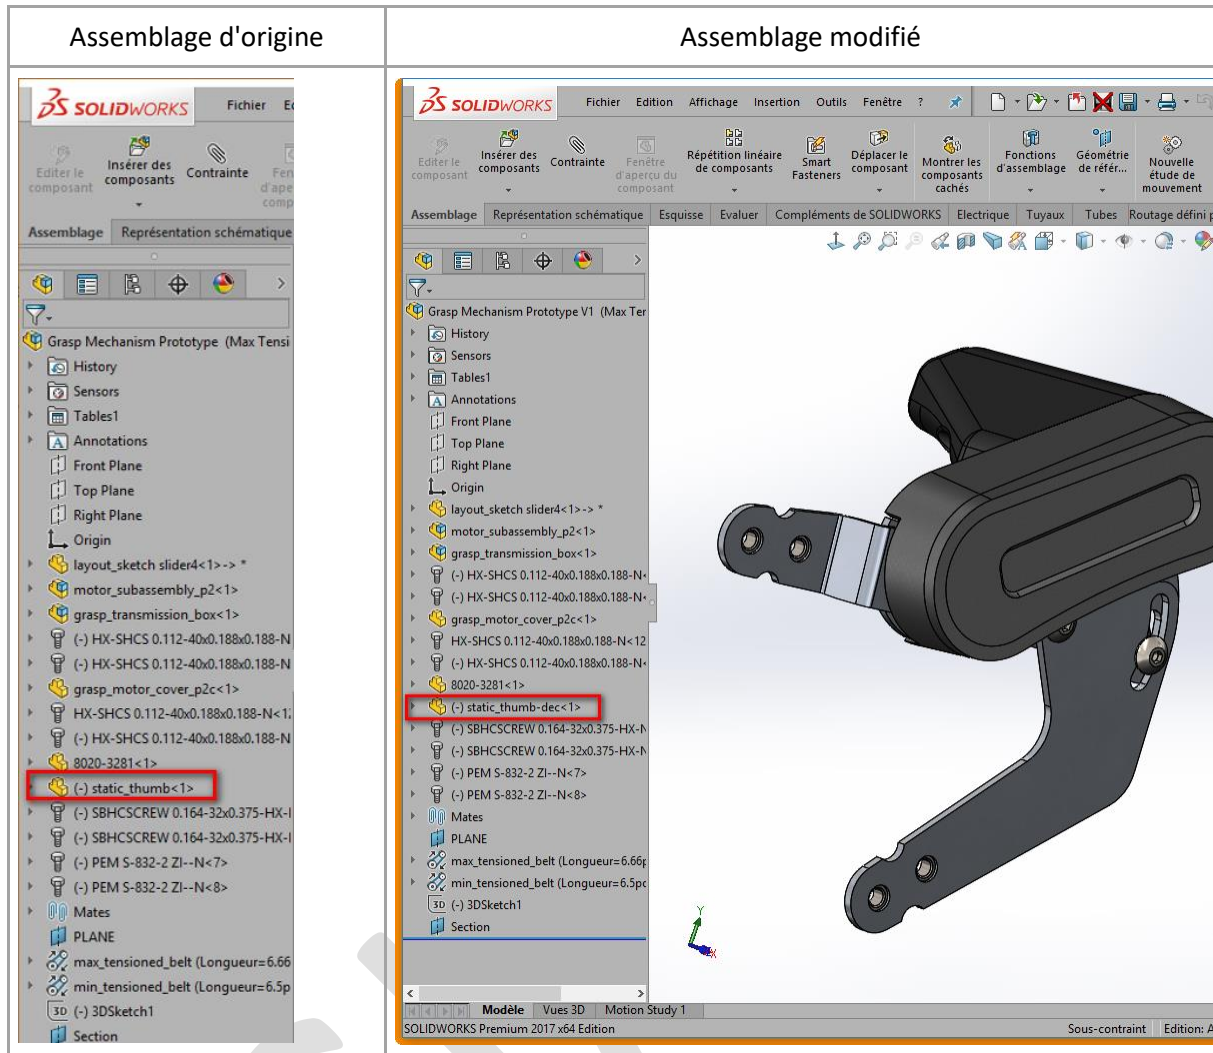 Assemblage d'origine
SOLIDWORKS Fichier
Editer le composant
Insérer des composants
Contrainte
Assemblage Représentation schématique
Grasp Mechanism Prototype (Max Tensi
History
Sensors
Tables1
Annotations
Front Plane
Top Plane
Right Plane
Origin
layout_sketch slider4<1>-> *
motor_subassembly_p2<1>
grasp_transmission_box<1>
(-) HX-SHCS 0.112-40x0.188x0.188-N
(-) HX-SHCS 0.112-40x0.188x0.188-N
grasp_motor_cover_p2c<1>
HX-SHCS 0.112-40x0.188x0.188-N<1
(-) HX-SHCS 0.112-40x0.188x0.188-N
8020-3281<1>
(-) static_thumb<1>
(-) SBHCSCREW 0.164-32x0.375-HX-
(-) SBHCSCREW 0.164-32x0.375-HX-
(-) PEM S-832-2 ZI--N<7>
(-) PEM S-832-2 ZI--N<8>
Mates
PLANE
max_tensioned_belt (Longueur=6.66
min_tensioned_belt (Longueur=6.5p
3D (-) 3DSketch1
Section
Assemblage modifié
SOLIDWORKS Fichier Edition Affichage Insertion Outils Fenêtre ?
Editer le composant
Insérer des composants
Contrainte
Fenêtre d'aperçu du composant
Répétition linéaire de composants
Smart Fasteners
Déplacer le composant
Montrer les composants cachés
Fonctions d'assemblage
Géométrie de référ...
Nouvelle étude de mouvement
Assemblage Représentation schématique Esquisse Evaluer Compléments de SOLIDWORKS Electrique Tuyaux Tubes Routage défini p
Grasp Mechanism Prototype V1 (Max Ter
History
Sensors
Tables1
Annotations
Front Plane
Top Plane
Right Plane
Origin
layout_sketch slider4<1>-> *
motor_subassembly_p2<1>
grasp_transmission_box<1>
(-) HX-SHCS 0.112-40x0.188x0.188-N<
(-) HX-SHCS 0.112-40x0.188x0.188-N<
grasp_motor_cover_p2c<1>
HX-SHCS 0.112-40x0.188x0.188-N<12
(-) HX-SHCS 0.112-40x0.188x0.188-N<
8020-3281<1>
(-) static_thumb-dec<1>
(-) SBHCSCREW 0.164-32x0.375-HX-N
(-) SBHCSCREW 0.164-32x0.375-HX-N
(-) PEM S-832-2 ZI--N<7>
(-) PEM S-832-2 ZI--N<8>
Mates
PLANE
max_tensioned_belt (Longueur=6.66p
min_tensioned_belt (Longueur=6.5po
3D (-) 3DSketch1
Section
Y
X
Modèle Vues 3D Motion Study 1
SOLIDWORKS Premium 2017 x64 Edition Sous-contraint Edition: A